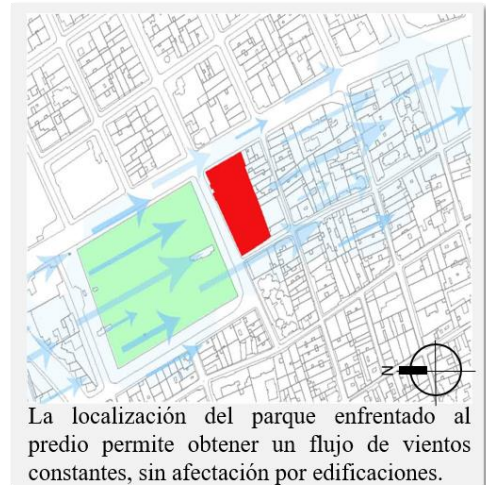 N
La localización del parque enfrentado al
predio permite obtener un flujo de vientos
constantes, sin afectación por edificaciones.